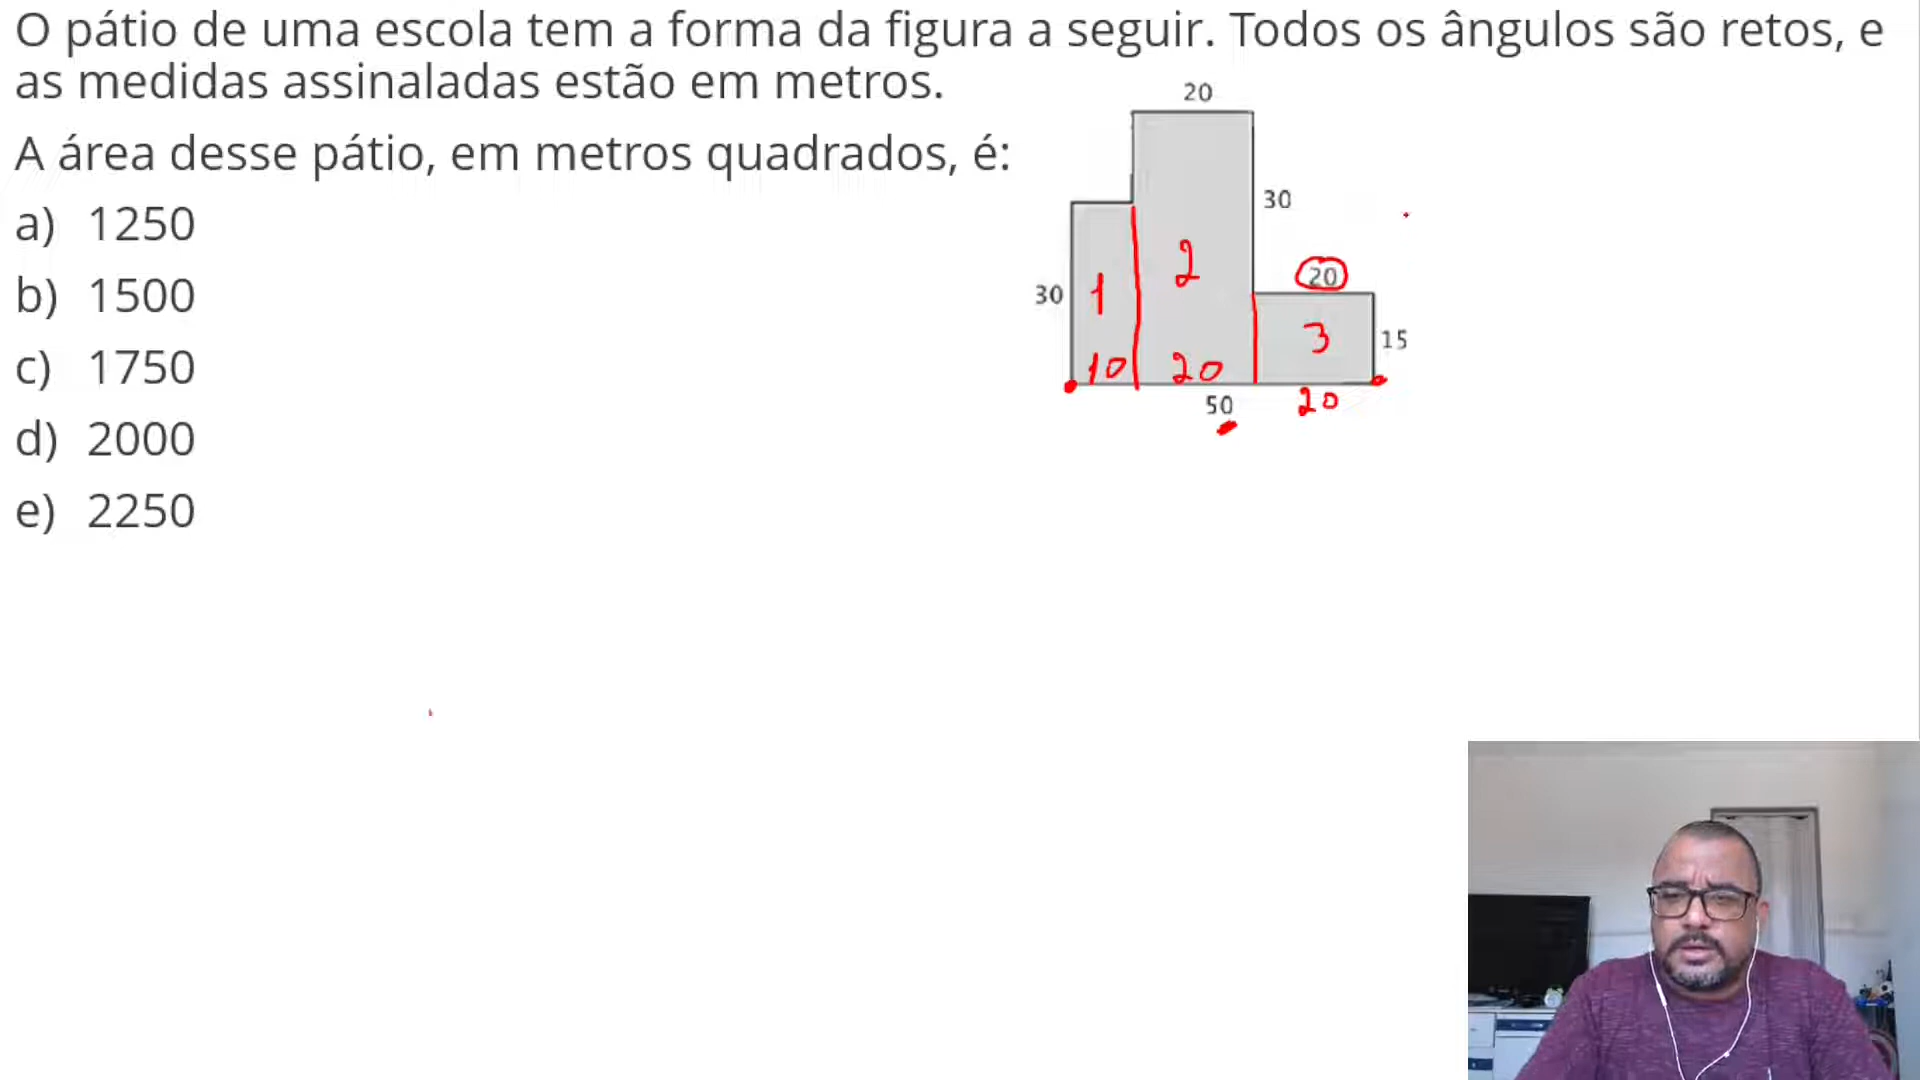 O pátio de uma escola tem a forma da figura a seguir. Todos os ângulos são retos, e
as medidas assinaladas estão em metros.
A área desse pátio, em metros quadrados, é:
a) 1250
b) 1500
c) 1750
d) 2000
e) 2250
20
30
20
30
1
2
3
15
10
20
50
20